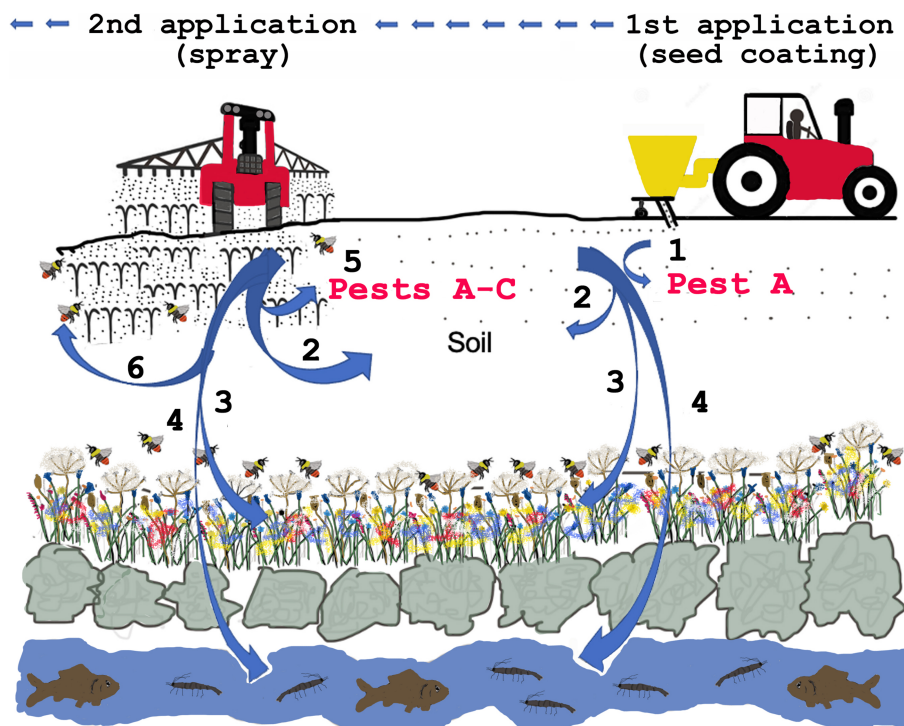 2nd application
(spray)
1st application
(seed coating)
1
5
Pests A-C
Pest A
2
Soil
2
6
3
4
3
4